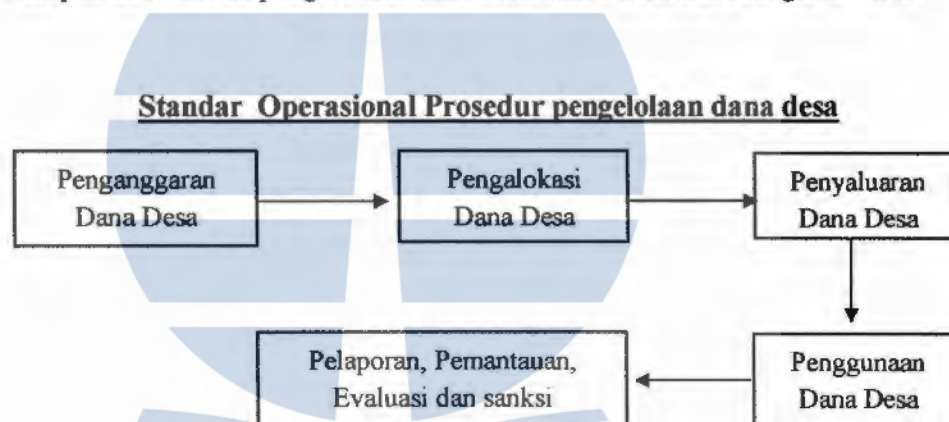 Standar Operasional Prosedur pengelolaan dana desa
Penganggaran
Dana Desa
Pengalokasi
Dana Desa
Penyaluaran
Dana Desa
Penggunaan
Dana Desa
Pelaporan, Pemantauan,
Evaluasi dan sanksi